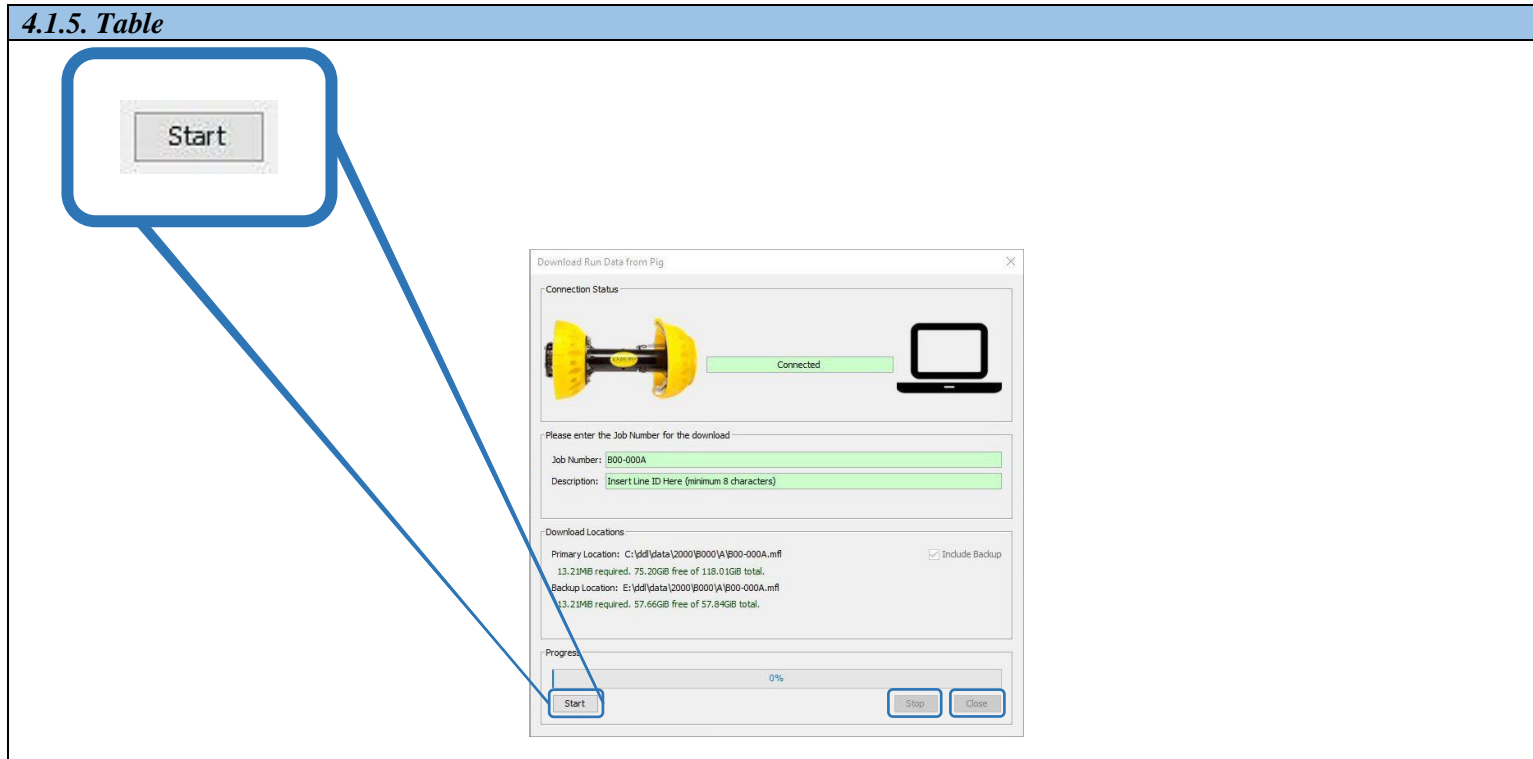 4.1.5. Table
Start
Download Run Data from Pig
Connection Status
ENDURO
Connected
Please enter the Job Number for the download
Job Number: B00-000A
Description: Insert Line ID Here (minimum 8 characters)
Download Locations
Primary Location: C:\ddl\data\2000\B000\A\B00-000A.mfl
Include Backup
13.21MiB required. 75.20GiB free of 118.01GiB total.
Backup Location: E:\ddl\data\2000\B000\A\B00-000A.mfl
13.21MiB required. 57.66GiB free of 57.84GiB total.
Progress
0%
Start Stop Close